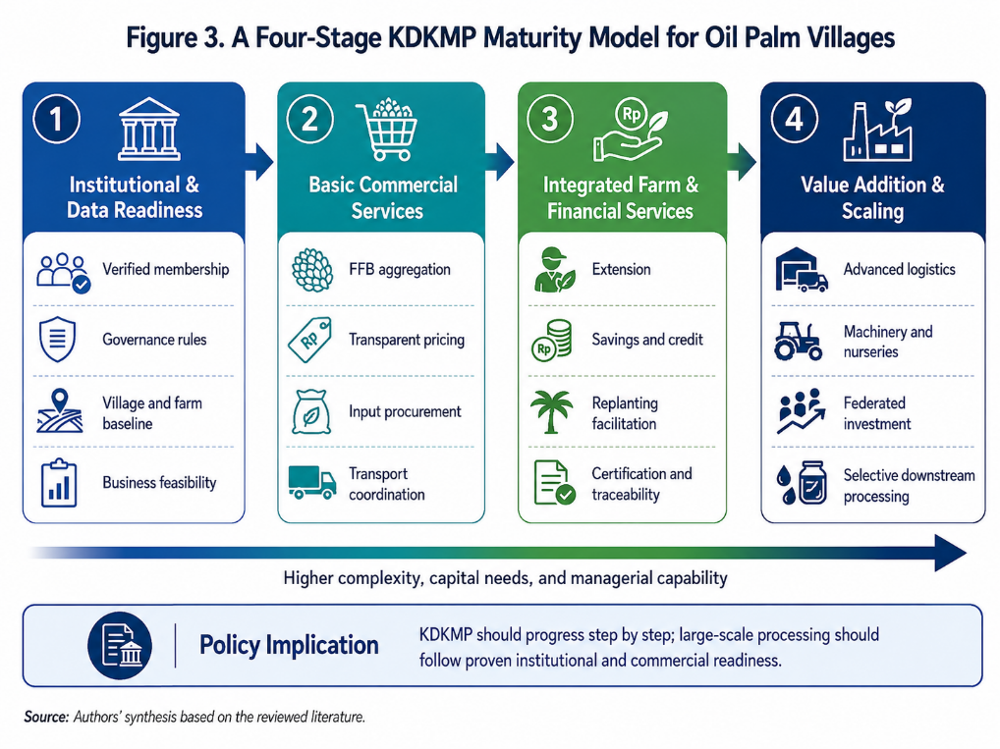 Figure 3. A Four-Stage KDKMP Maturity Model for Oil Palm Villages
1
Institutional &
Data Readiness
Verified membership
Governance rules
Village and farm
baseline
Business feasibility
2
Basic Commercial
Services
FFB aggregation
Rp
Transparent pricing
Input procurement
Transport
coordination
3
Rp
Integrated Farm &
Financial Services
Extension
Rp
Savings and credit
Replanting
facilitation
Certification and
traceability
4
Value Addition &
Scaling
Advanced logistics
Machinery and
nurseries
Federated
investment
Selective downstream
processing
Higher complexity, capital needs, and managerial capability
Policy Implication
KDKMP should progress step by step; large-scale processing should
follow proven institutional and commercial readiness.
Source: Authors’ synthesis based on the reviewed literature.